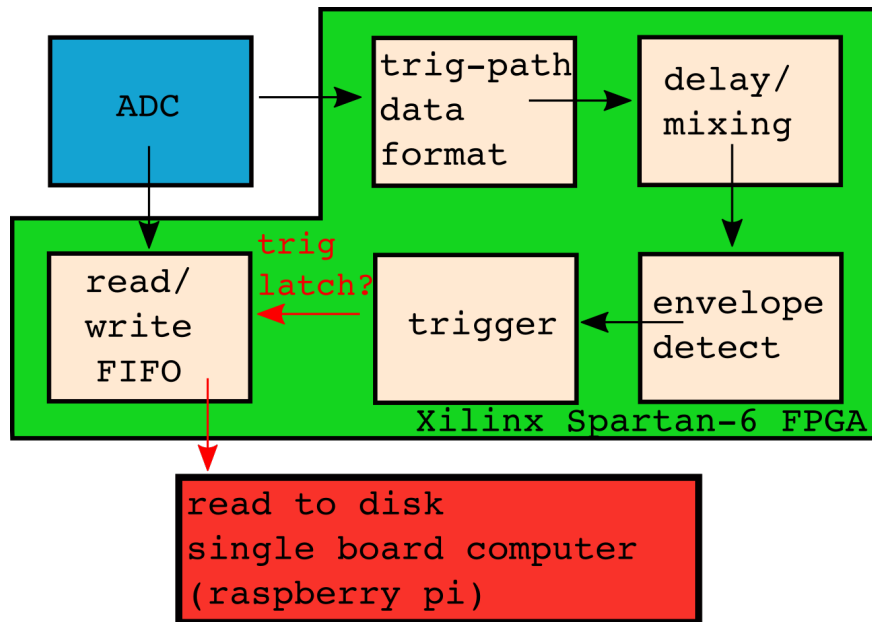 ADC
trig-path
data
format
delay/
mixing
read/
write
FIFO
trig
latch?
trigger
envelope
detect
Xilinx Spartan-6 FPGA
read to disk
single board computer
(raspberry pi)